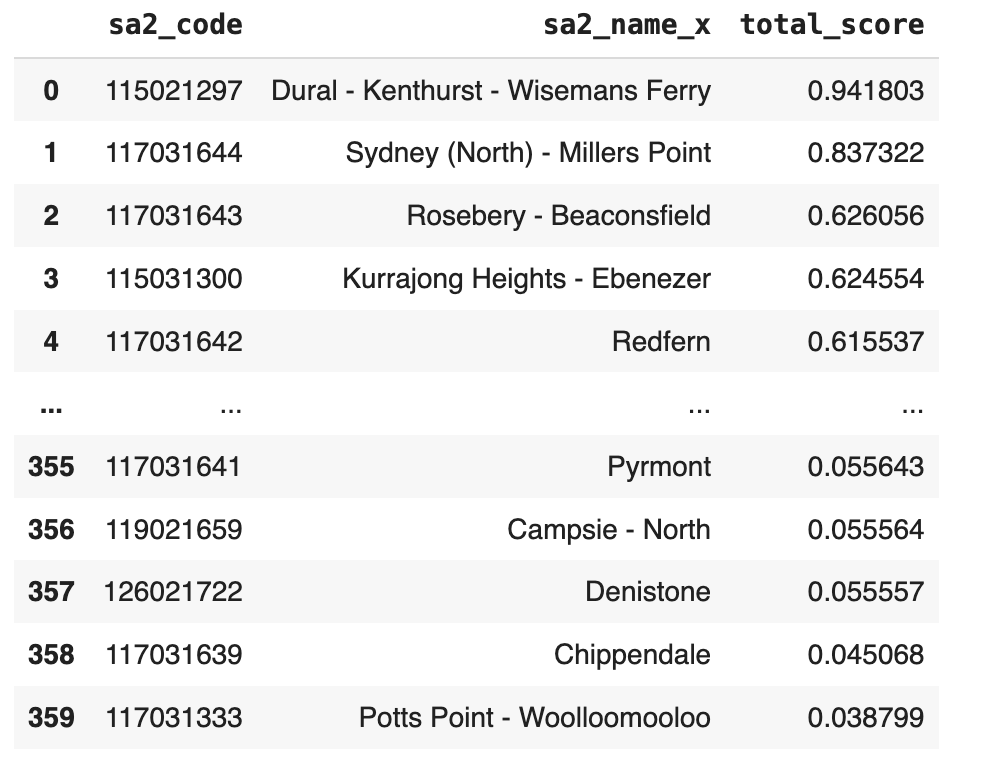 sa2_code sa2_name_x total_score
0 115021297 Dural - Kenthurst - Wisemans Ferry 0.941803
1 117031644 Sydney (North) - Millers Point 0.837322
2 117031643 Rosebery - Beaconsfield 0.626056
3 115031300 Kurrajong Heights - Ebenezer 0.624554
4 117031642 Redfern 0.615537
... ... ... ...
355 117031641 Pyrmont 0.055643
356 119021659 Campsie - North 0.055564
357 126021722 Denistone 0.055557
358 117031639 Chippendale 0.045068
359 117031333 Potts Point - Woolloomooloo 0.038799